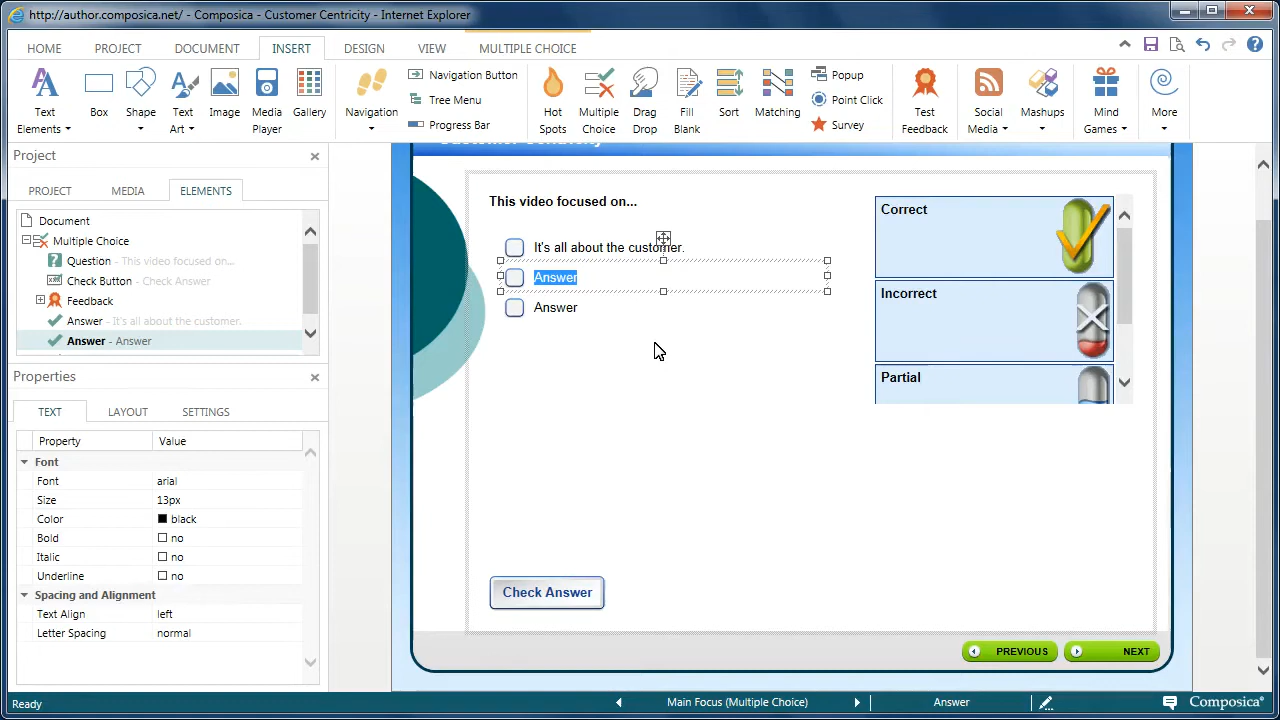 http://author.composica.net/ - Composica - Customer Centricity - Internet Explorer
HOME PROJECT DOCUMENT INSERT DESIGN VIEW MULTIPLE CHOICE
Text Elements
Box
Shape
Text Art
Image
Media Player
Gallery
Navigation
Navigation Button
Tree Menu
Progress Bar
Hot Spots
Multiple Choice
Drag Drop
Fill Blank
Sort
Matching
Popup
Point Click
Survey
Test Feedback
Social Media
Mashups
Mini Games
More
Project
PROJECT MEDIA ELEMENTS
Document
Multiple Choice
Question - This video focused on...
Check Button - Check Answer
Feedback
Answer - It's all about the customer.
Answer - Answer
Properties
TEXT LAYOUT SETTINGS
Property Value
Font
Font arial
Size 13px
Color black
Bold no
Italic no
Underline no
Spacing and Alignment
Text Align left
Letter Spacing normal
Customer Centricity
This video focused on...
It's all about the customer.
Answer
Answer
Correct
Incorrect
Partial
Check Answer
PREVIOUS
NEXT
Ready
Main Focus (Multiple Choice)
Answer
Composica